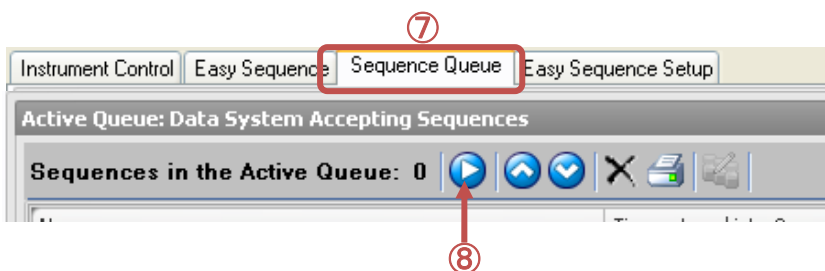 ⑦
Instrument Control Easy Sequence Sequence Queue Easy Sequence Setup
Active Queue: Data System Accepting Sequences
Sequences in the Active Queue: 0
⑧